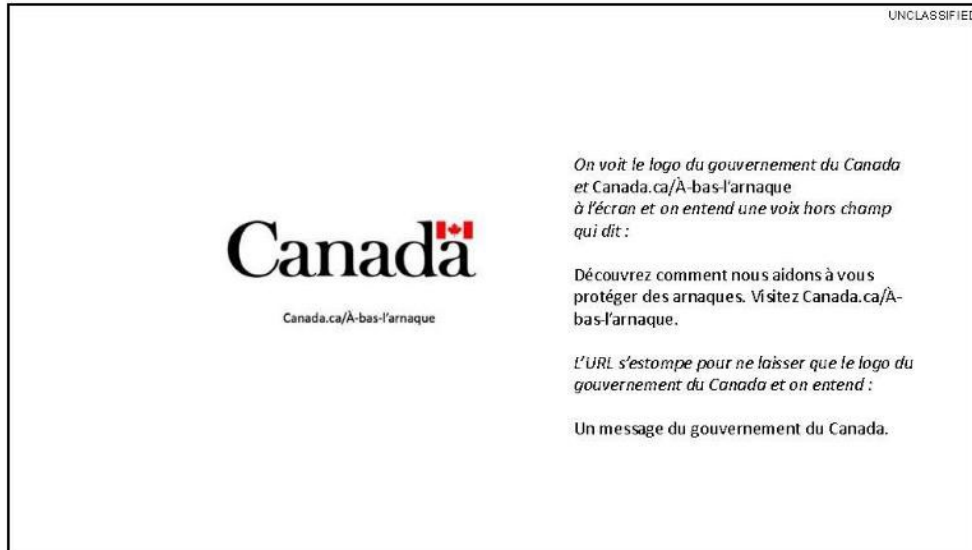 UNCLASSIFIED
Canada
Canada.ca/À-bas-l'arnaque
On voit le logo du gouvernement du Canada
et Canada.ca/À-bas-l'arnaque
à l'écran et on entend une voix hors champ
qui dit :
Découvrez comment nous aidons à vous
protéger des arnaques. Visitez Canada.ca/À-
bas-l'arnaque.
L'URL s'estompe pour ne laisser que le logo du
gouvernement du Canada et on entend :
Un message du gouvernement du Canada.